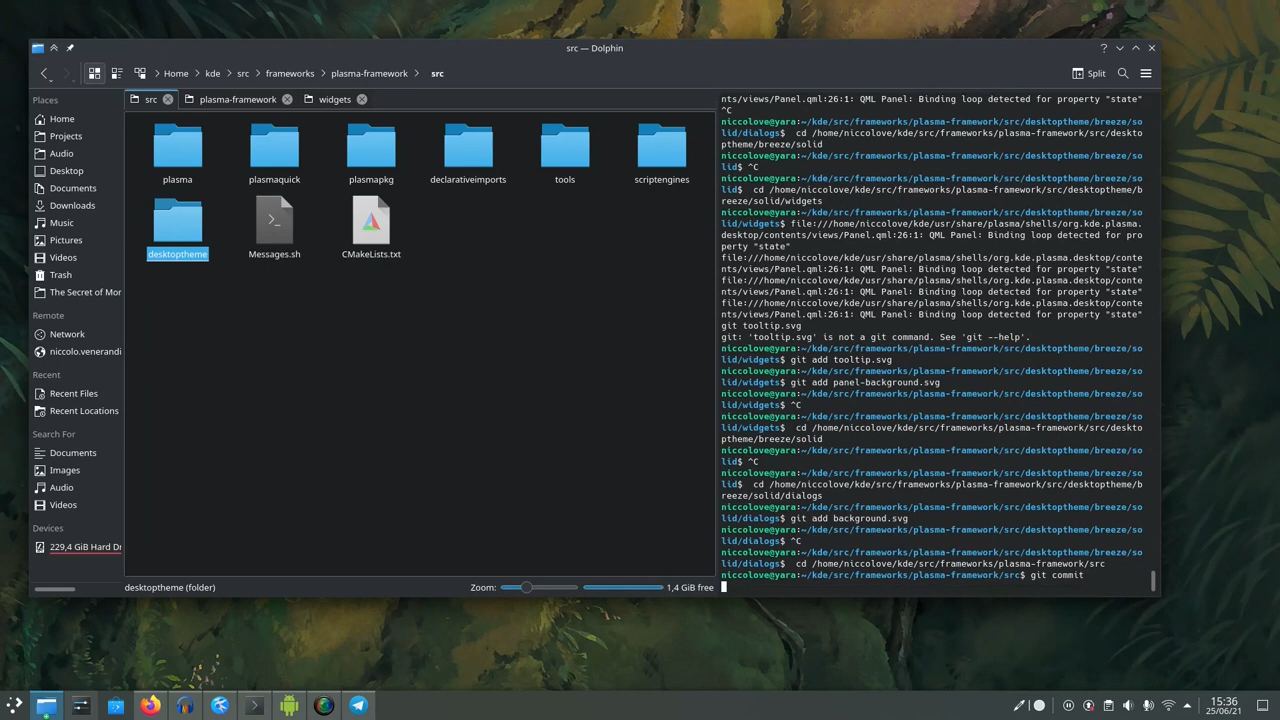 src — Dolphin
Home
kde
src
frameworks
plasma-framework
src
Split
Places
Home
Projects
Audio
Desktop
Documents
Downloads
Music
Pictures
Videos
Trash
The Secret of Mor
Remote
Network
niccolo.venerandi
Recent
Recent Files
Recent Locations
Search For
Documents
Images
Audio
Videos
Devices
229,4 GiB Hard Dr
src
plasma-framework
widgets
plasma
plasmaquick
plasmapkg
declarativeimports
tools
scriptengines
desktoptheme
Messages.sh
CMakeLists.txt
desktoptheme (folder)
Zoom:
1,4 GiB free
nts/views/Panel.qml:26:1: QML Panel: Binding loop detected for property "state"
^C
niccolove@yara:~/kde/src/frameworks/plasma-framework/src/desktoptheme/breeze/so
lid/dialogs$  cd /home/niccolove/kde/src/frameworks/plasma-framework/src/deskto
ptheme/breeze/solid
niccolove@yara:~/kde/src/frameworks/plasma-framework/src/desktoptheme/breeze/so
lid$ ^C
niccolove@yara:~/kde/src/frameworks/plasma-framework/src/desktoptheme/breeze/so
lid$  cd /home/niccolove/kde/src/frameworks/plasma-framework/src/desktoptheme/b
reeze/solid/widgets
niccolove@yara:~/kde/src/frameworks/plasma-framework/src/desktoptheme/breeze/so
lid/widgets$ file:///home/niccolove/kde/usr/share/plasma/shells/org.kde.plasma.
desktop/contents/views/Panel.qml:26:1: QML Panel: Binding loop detected for pro
perty "state"
file:///home/niccolove/kde/usr/share/plasma/shells/org.kde.plasma.desktop/conte
nts/views/Panel.qml:26:1: QML Panel: Binding loop detected for property "state"
file:///home/niccolove/kde/usr/share/plasma/shells/org.kde.plasma.desktop/conte
nts/views/Panel.qml:26:1: QML Panel: Binding loop detected for property "state"
file:///home/niccolove/kde/usr/share/plasma/shells/org.kde.plasma.desktop/conte
nts/views/Panel.qml:26:1: QML Panel: Binding loop detected for property "state"
git tooltip.svg
git: 'tooltip.svg' is not a git command. See 'git --help'.
niccolove@yara:~/kde/src/frameworks/plasma-framework/src/desktoptheme/breeze/so
lid/widgets$ git add tooltip.svg
niccolove@yara:~/kde/src/frameworks/plasma-framework/src/desktoptheme/breeze/so
lid/widgets$ git add panel-background.svg
niccolove@yara:~/kde/src/frameworks/plasma-framework/src/desktoptheme/breeze/so
lid/widgets$ ^C
niccolove@yara:~/kde/src/frameworks/plasma-framework/src/desktoptheme/breeze/so
lid/widgets$  cd /home/niccolove/kde/src/frameworks/plasma-framework/src/deskto
ptheme/breeze/solid
niccolove@yara:~/kde/src/frameworks/plasma-framework/src/desktoptheme/breeze/so
lid$ ^C
niccolove@yara:~/kde/src/frameworks/plasma-framework/src/desktoptheme/breeze/so
lid$  cd /home/niccolove/kde/src/frameworks/plasma-framework/src/desktoptheme/b
reeze/solid/dialogs
niccolove@yara:~/kde/src/frameworks/plasma-framework/src/desktoptheme/breeze/so
lid/dialogs$ git add background.svg
niccolove@yara:~/kde/src/frameworks/plasma-framework/src/desktoptheme/breeze/so
lid/dialogs$ ^C
niccolove@yara:~/kde/src/frameworks/plasma-framework/src/desktoptheme/breeze/so
lid/dialogs$  cd /home/niccolove/kde/src/frameworks/plasma-framework/src
niccolove@yara:~/kde/src/frameworks/plasma-framework/src$ git commit
15:36
25/06/21